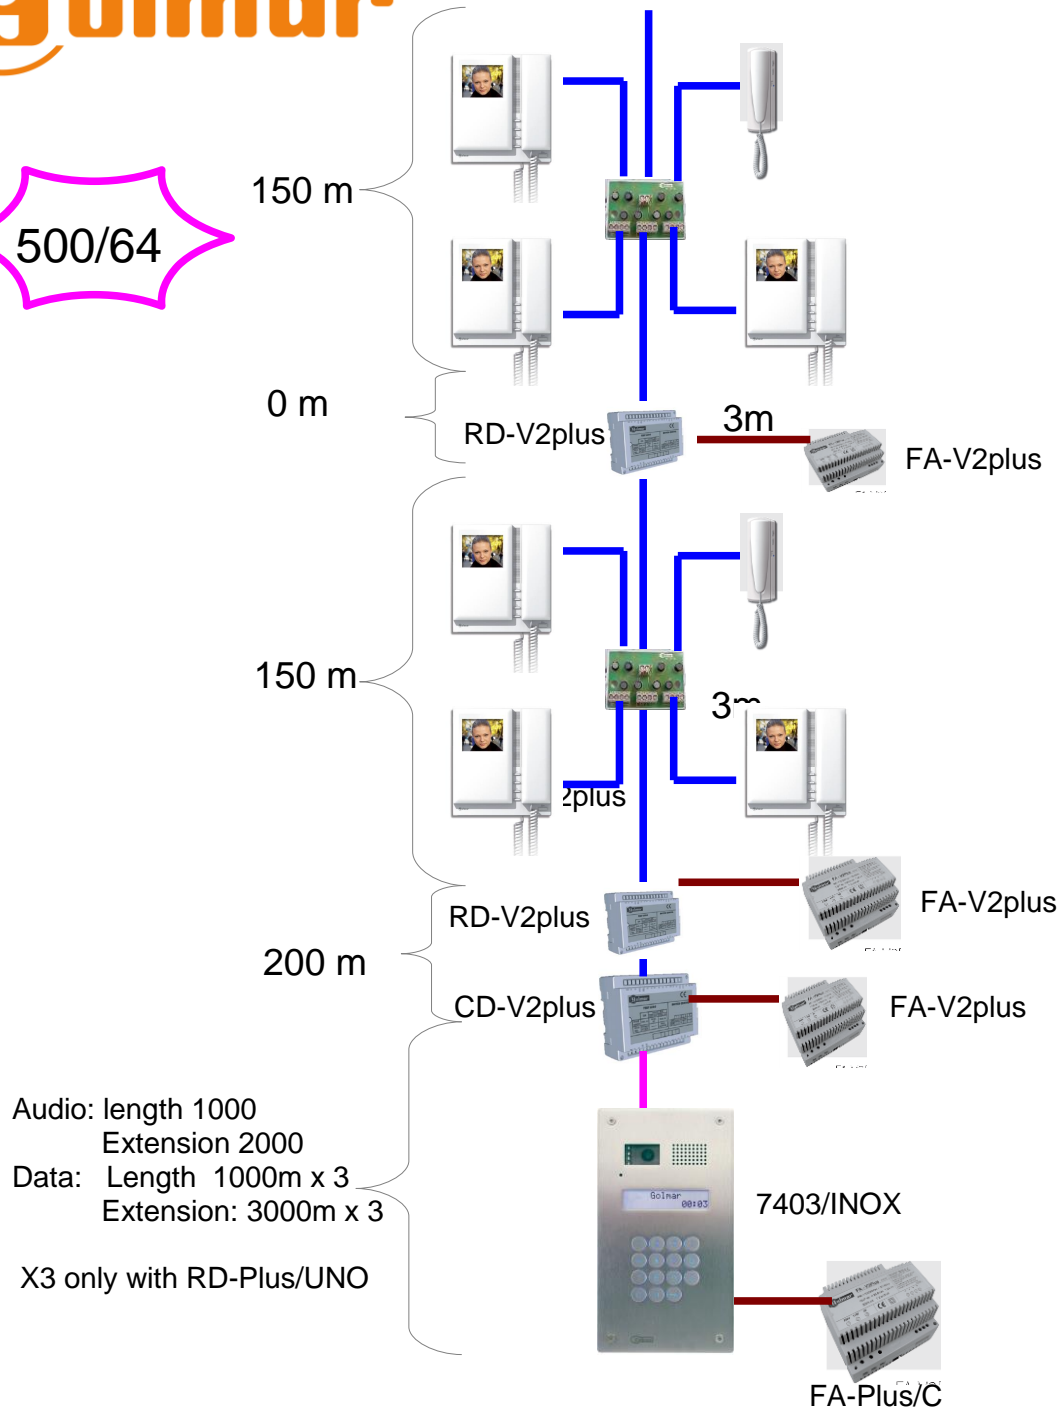 Golmar
150 m
500/64
0 m
RD-V2plus
3m
FA-V2plus
150 m
3m
2plus
RD-V2plus
FA-V2plus
200 m
CD-V2plus
FA-V2plus
Audio: length 1000
Extension 2000
Data: Length 1000m x 3
Extension: 3000m x 3
X3 only with RD-Plus/UNO
Golmar
00:03
7403/INOX
FA-Plus/C